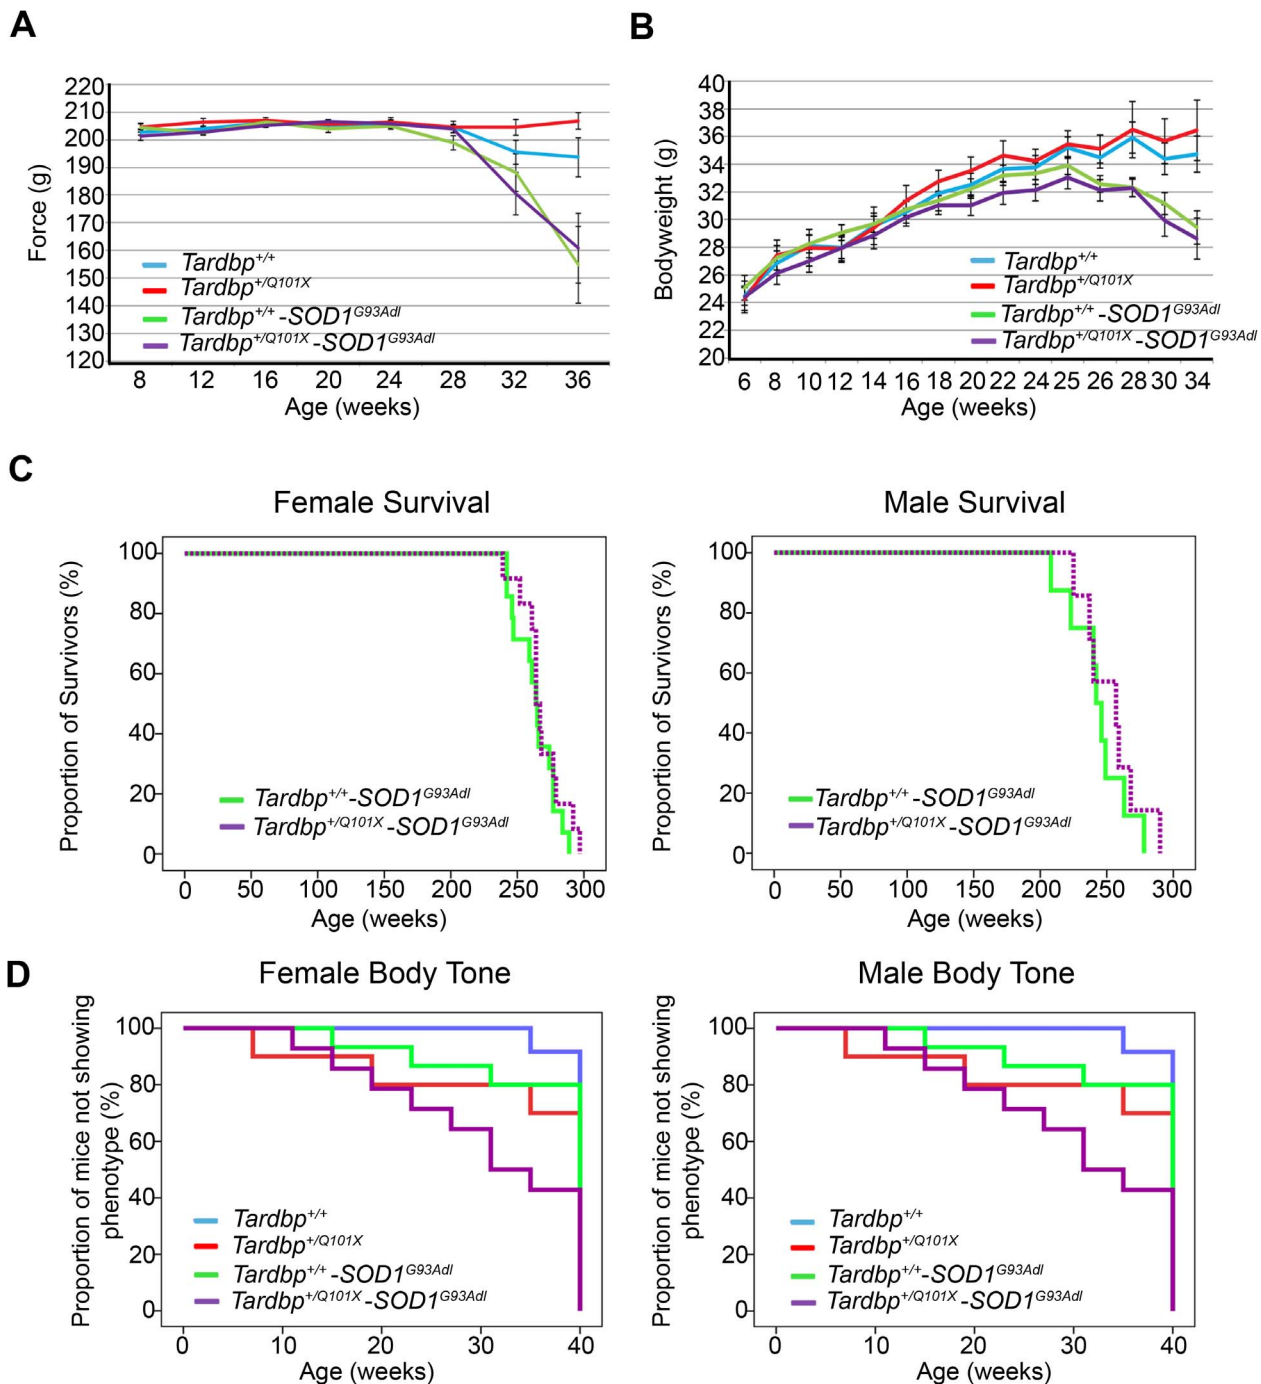 A
B
Force (g)
220
210
200
190
180
170
160
150
140
130
120
8 12 16 20 24 28 32 36
Age (weeks)
Tardbp+/+
Tardbp+/Q101X
Tardbp+/+ -SOD1G93Adl
Tardbp+/Q101X -SOD1G93Adl
Bodyweight (g)
40
38
36
34
32
30
28
26
24
22
20
6 8 10 12 14 16 18 20 22 24 25 26 28 30 34
Age (weeks)
Tardbp+/+
Tardbp+/Q101X
Tardbp+/+ -SOD1G93Adl
Tardbp+/Q101X -SOD1G93Adl
C
Female Survival
Proportion of Survivors (%)
100
80
60
40
20
0
Tardbp+/+-SOD1G93Adl
Tardbp+/Q101X -SOD1G93Adl
0 50 100 150 200 250 300
Age (weeks)
Male Survival
Proportion of Survivors (%)
100
80
60
40
20
0
Tardbp+/+ -SOD1G93Adl
Tardbp+/Q101X -SOD1G93Adl
0 50 100 150 200 250 300
Age (weeks)
D
Female Body Tone
Proportion of mice not showing
phenotype (%)
100
80
60
40
20
0
Tardbp+/+
Tardbp+/Q101X
Tardbp+/+ -SOD1G93Adl
Tardbp+/Q101X -SOD1G93Adl
0 10 20 30 40
Age (weeks)
Male Body Tone
Proportion of mice not showing
phenotype (%)
100
80
60
40
20
0
Tardbp+/+
Tardbp+/Q101X
Tardbp+/+-SOD1G93Adl
Tardbp+/Q101X -SOD1G93Adl
0 10 20 30 40
Age (weeks)